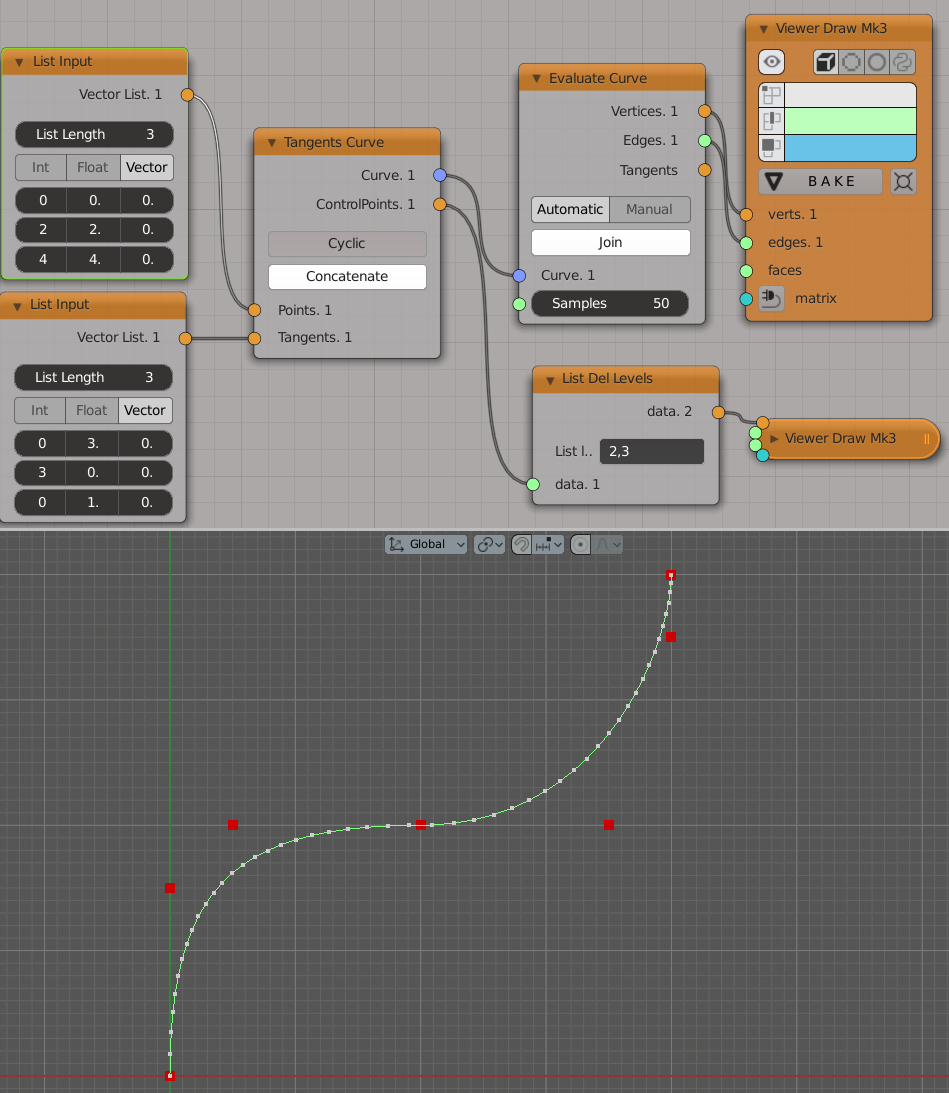 List Input
Vector List. 1
List Length 3
Int Float Vector
0 0. 0.
2 2. 0.
4 4. 0.
List Input
Vector List. 1
List Length 3
Int Float Vector
0 3. 0.
3 0. 0.
0 1. 0.
Tangents Curve
Curve. 1
ControlPoints. 1
Cyclic
Concatenate
Points. 1
Tangents. 1
Evaluate Curve
Vertices. 1
Edges. 1
Tangents
Automatic Manual
Join
Curve. 1
Samples 50
List Del Levels
data. 2
List l.. 2,3
data. 1
Viewer Draw Mk3
BAKE
verts. 1
edges. 1
faces
matrix
Viewer Draw Mk3
Global